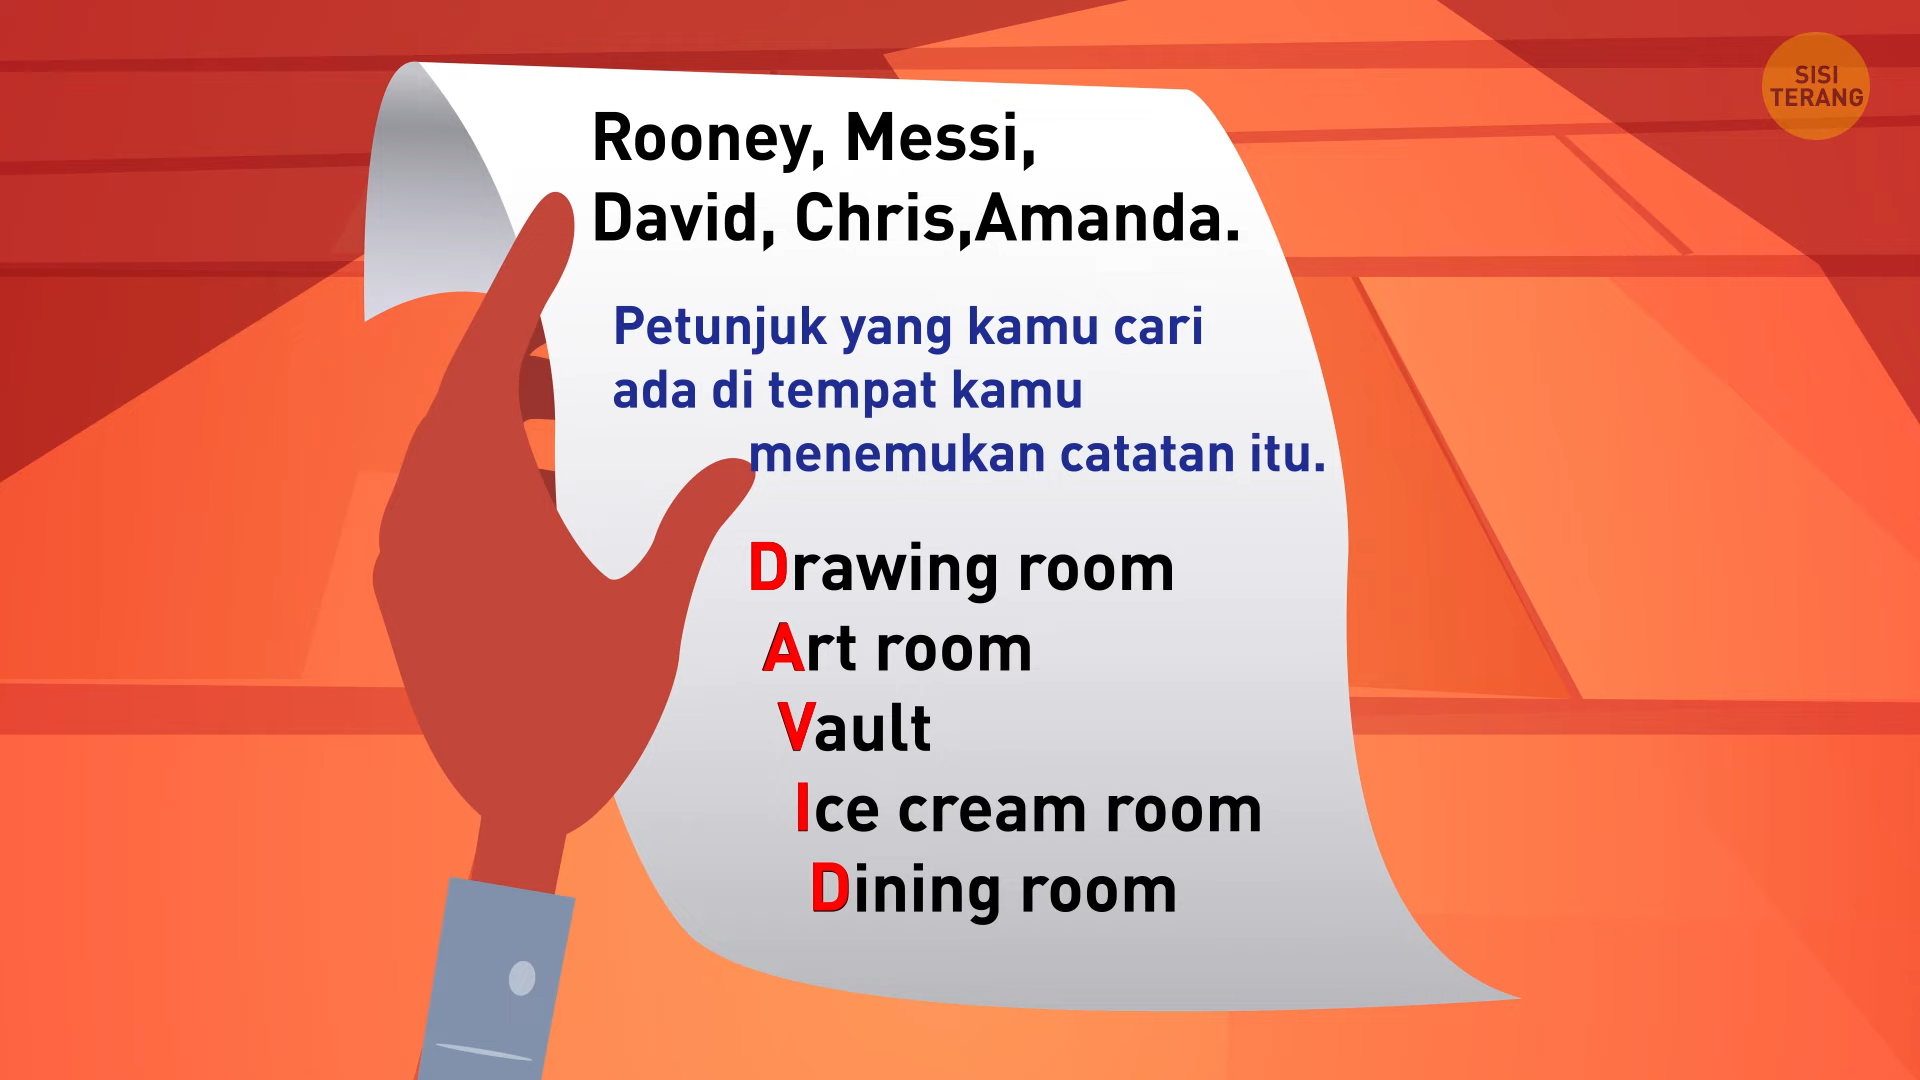 SISI
TERANG
Rooney, Messi,
David, Chris,Amanda.
Petunjuk yang kamu cari
ada di tempat kamu
menemukan catatan itu.
Drawing room
Art room
Vault
Ice cream room
Dining room